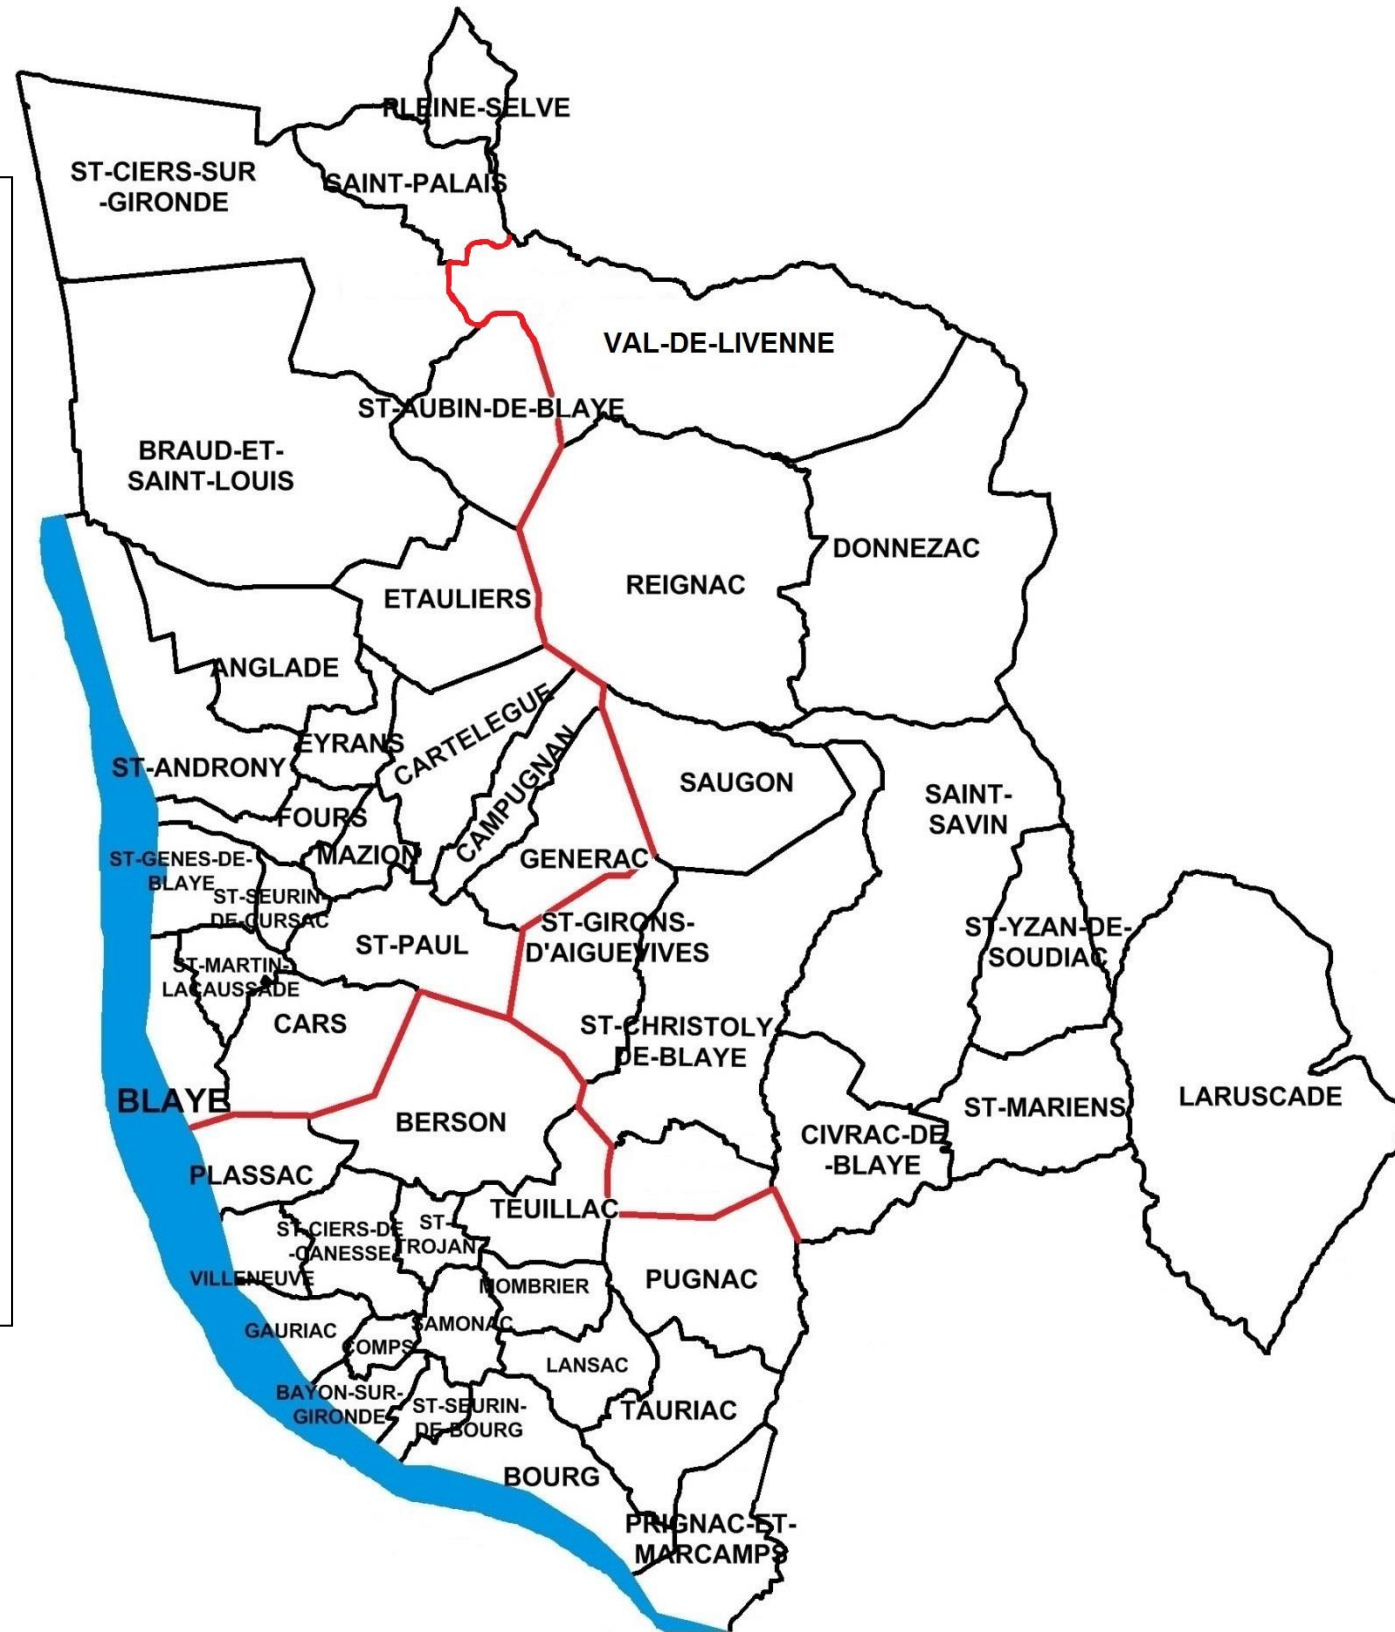 PLEINE-SELVE
ST-CIERS-SUR
-GIRONDE
SAINT-PALAIS
VAL-DE-LIVENNE
ST-AUBIN-DE-BLAYE
BRAUD-ET-
SAINT-LOUIS
DONNEZAC
REIGNAC
ETAULIERS
ANGLADE
CARTELEGUE
EYRANS
ST-ANDRONY
CAMPUGNAN
SAUGON
SAINT-
SAVIN
FOURS
MAZION
GENERAC
ST-GENES-DE-
BLAYE
ST-SEURIN-
DE-CURSAC
ST-GIRONS-
D'AIGUEVIVES
ST-YZAN-DE-
SOUDIAC
ST-PAUL
ST-MARTIN-
LACAUSSADE
CARS
ST-CHRISTOLY-
DE-BLAYE
BLAYE
LARUSCADE
ST-MARIENS
BERSON
CIVRAC-DE
-BLAYE
PLASSAC
TEUILLAC
ST-CIERS-DE
-CANESSE
ST-
TROJAN
VILLENEUVE
MOMBRIER
PUGNAC
GAURIAC
SAMONAC
COMPS
LANSAC
BAYON-SUR-
GIRONDE
ST-SEURIN-
DE-BOURG
TAURIAC
BOURG
PRIGNAC-ET-
MARCAMPS